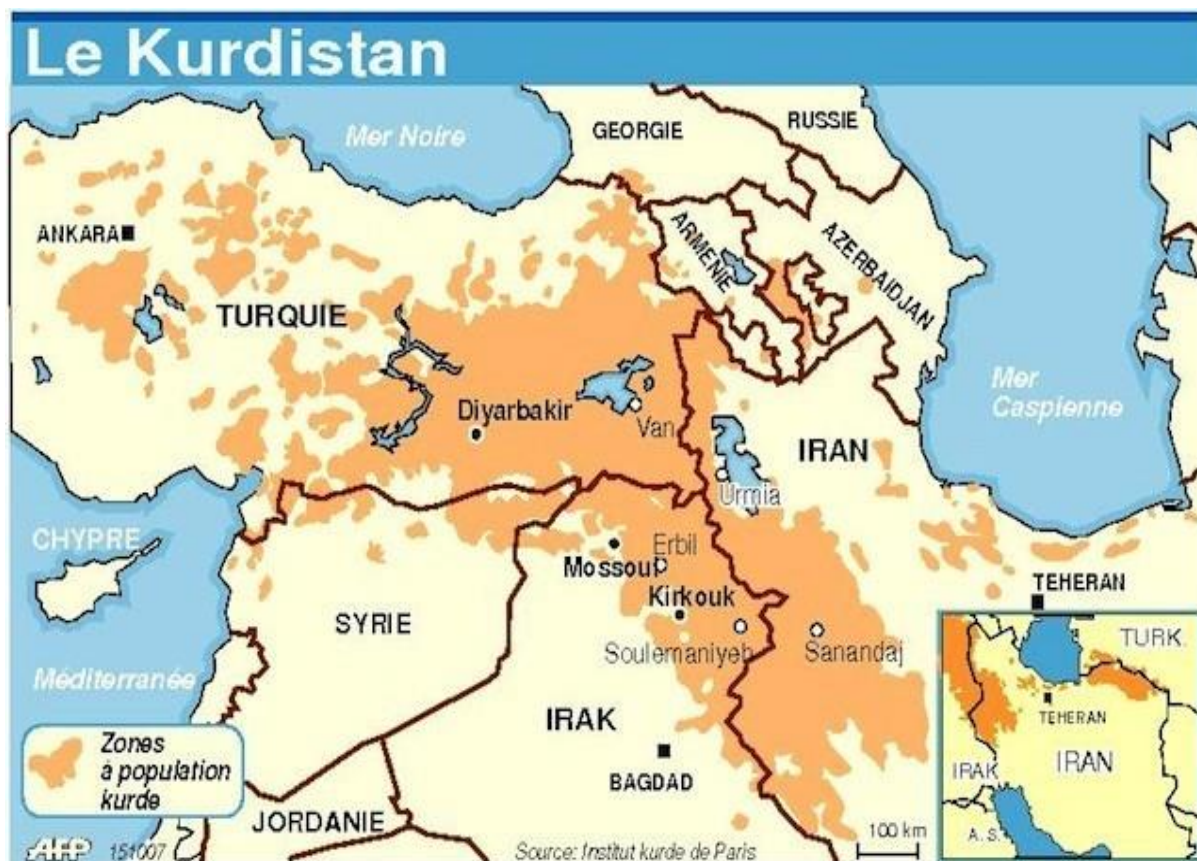 Le Kurdistan
Mer Noire
GEORGIE
RUSSIE
ANKARA
ARMENIE
AZERBAIDJAN
TURQUIE
Mer
Caspienne
Diyarbakir
Van
IRAN
Urmia
CHYPRE
Erbil
Mossoul
Kirkouk
TEHERAN
SYRIE
Soulemaniyeh
Sanandaj
TURK.
Méditerranée
IRAK
TEHERAN
Zones
à population
kurde
BAGDAD
IRAN
IRAK
JORDANIE
100 km
A. S.
AFP 151007
Source: Institut kurde de Paris